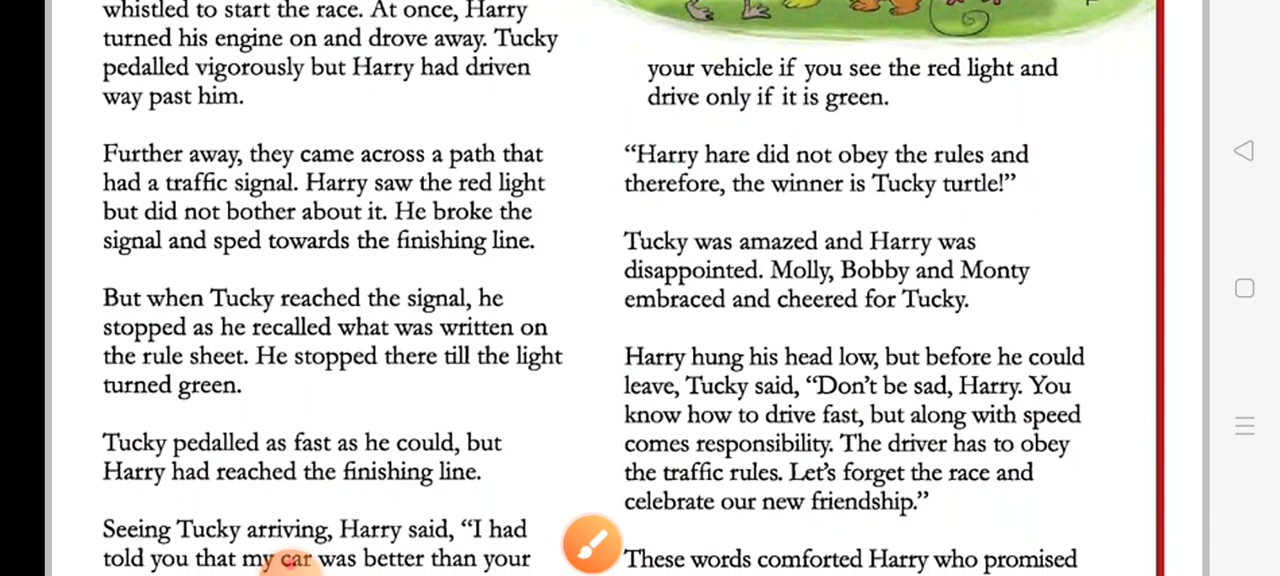 whistled to start the race. At once, Harry
turned his engine on and drove away. Tucky
pedalled vigorously but Harry had driven
way past him.
Further away, they came across a path that
had a traffic signal. Harry saw the red light
but did not bother about it. He broke the
signal and sped towards the finishing line.
But when Tucky reached the signal, he
stopped as he recalled what was written on
the rule sheet. He stopped there till the light
turned green.
Tucky pedalled as fast as he could, but
Harry had reached the finishing line.
Seeing Tucky arriving, Harry said, “I had
told you that my car was better than your
your vehicle if you see the red light and
drive only if it is green.
“Harry hare did not obey the rules and
therefore, the winner is Tucky turtle!”
Tucky was amazed and Harry was
disappointed. Molly, Bobby and Monty
embraced and cheered for Tucky.
Harry hung his head low, but before he could
leave, Tucky said, “Don’t be sad, Harry. You
know how to drive fast, but along with speed
comes responsibility. The driver has to obey
the traffic rules. Let’s forget the race and
celebrate our new friendship.”
These words comforted Harry who promised